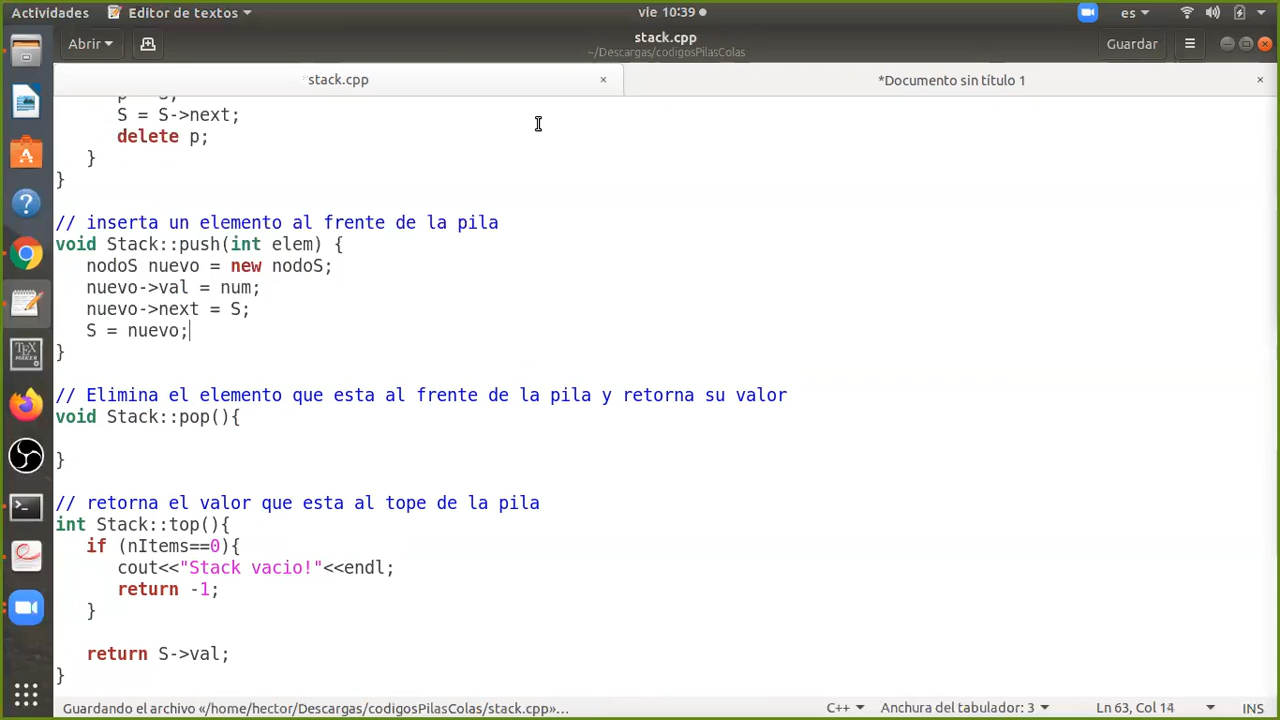 Actividades
Editor de textos
vie 10:39
es
Abrir
stack.cpp
~/Descargas/codigosPilasColas
Guardar
stack.cpp
×
*Documento sin título 1
×
S = S->next;
delete p;
}
}
// inserta un elemento al frente de la pila
void Stack::push(int elem) {
nodoS nuevo = new nodoS;
nuevo->val = num;
nuevo->next = S;
S = nuevo;
}
// Elimina el elemento que esta al frente de la pila y retorna su valor
void Stack::pop(){
}
// retorna el valor que esta al tope de la pila
int Stack::top(){
if (nItems==0){
cout<<"Stack vacio!"<<endl;
return -1;
}
return S->val;
}
Guardando el archivo «/home/hector/Descargas/codigosPilasColas/stack.cpp»…
C++
Anchura del tabulador: 3
Ln 63, Col 14
INS